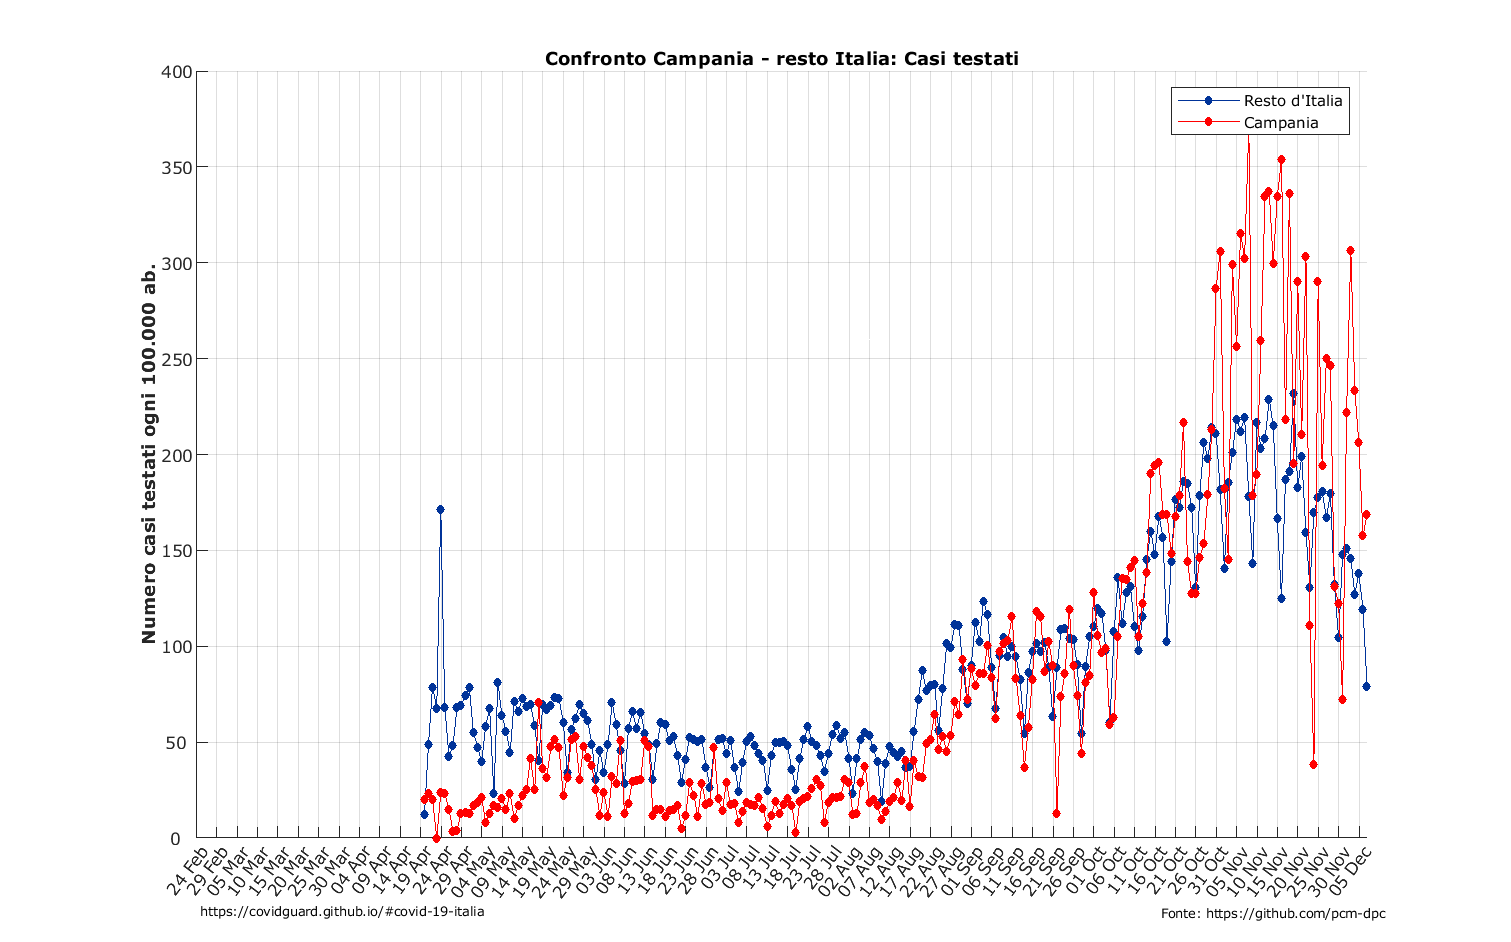 Confronto Campania - resto Italia: Casi testati
Numero casi testati ogni 100.000 ab.
400
350
300
250
200
150
100
50
0
Resto d'Italia
Campania
24 Feb
29 Feb
05 Mar
10 Mar
15 Mar
20 Mar
25 Mar
30 Mar
04 Apr
09 Apr
14 Apr
19 Apr
24 Apr
29 Apr
04 May
09 May
14 May
19 May
24 May
29 May
03 Jun
08 Jun
13 Jun
18 Jun
23 Jun
28 Jun
03 Jul
08 Jul
13 Jul
18 Jul
23 Jul
28 Jul
02 Aug
07 Aug
12 Aug
17 Aug
22 Aug
27 Aug
01 Sep
06 Sep
11 Sep
16 Sep
21 Sep
26 Sep
01 Oct
06 Oct
11 Oct
16 Oct
21 Oct
26 Oct
31 Oct
05 Nov
10 Nov
15 Nov
20 Nov
25 Nov
30 Nov
05 Dec
https://covidguard.github.io/#covid-19-italia
Fonte: https://github.com/pcm-dpc